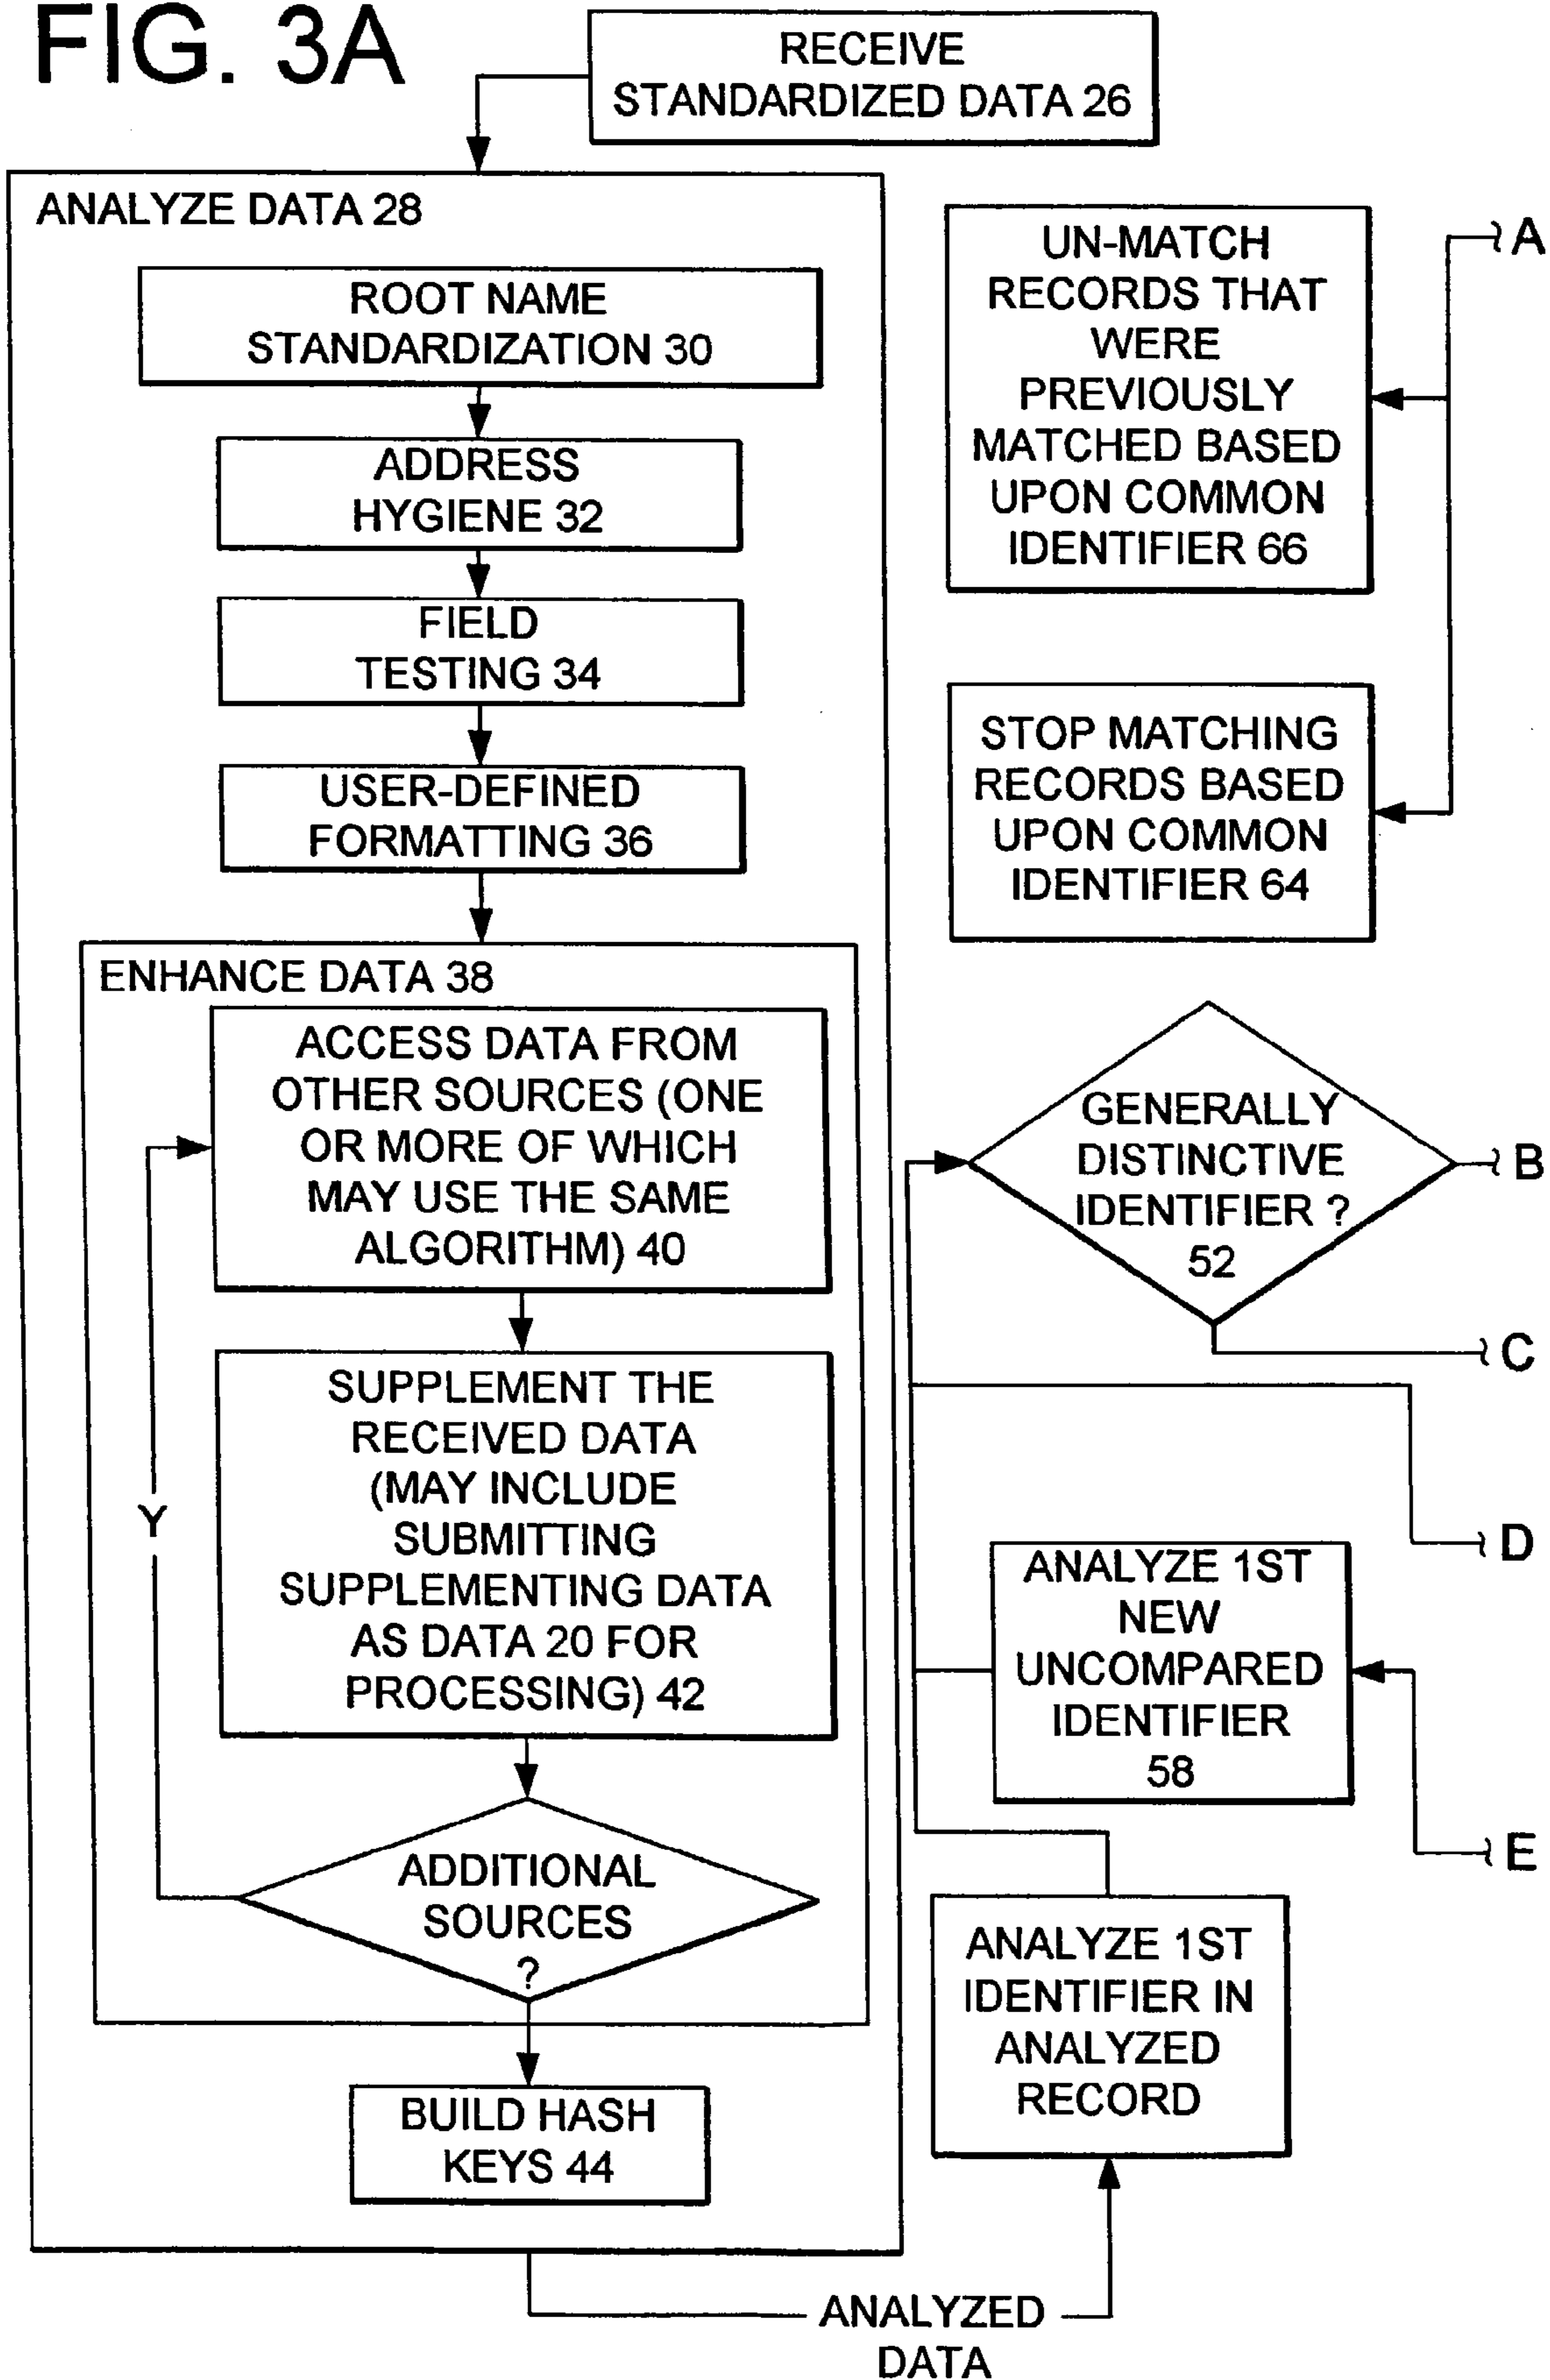 FIG. 3A
RECEIVE
STANDARDIZED DATA 26
ANALYZE DATA 28
ROOT NAME
STANDARDIZATION 30
ADDRESS
HYGIENE 32
FIELD
TESTING 34
USER-DEFINED
FORMATTING 36
ENHANCE DATA 38
ACCESS DATA FROM
OTHER SOURCES (ONE
OR MORE OF WHICH
MAY USE THE SAME
ALGORITHM) 40
SUPPLEMENT THE
RECEIVED DATA
(MAY INCLUDE
SUBMITTING
SUPPLEMENTING DATA
AS DATA 20 FOR
PROCESSING) 42
Y
ADDITIONAL
SOURCES
?
BUILD HASH
KEYS 44
ANALYZED
DATA
UN-MATCH
RECORDS THAT
WERE
PREVIOUSLY
MATCHED BASED
UPON COMMON
IDENTIFIER 66
A
STOP MATCHING
RECORDS BASED
UPON COMMON
IDENTIFIER 64
GENERALLY
DISTINCTIVE
IDENTIFIER ?
52
B
C
D
ANALYZE 1ST
NEW
UNCOMPARED
IDENTIFIER
58
E
ANALYZE 1ST
IDENTIFIER IN
ANALYZED
RECORD